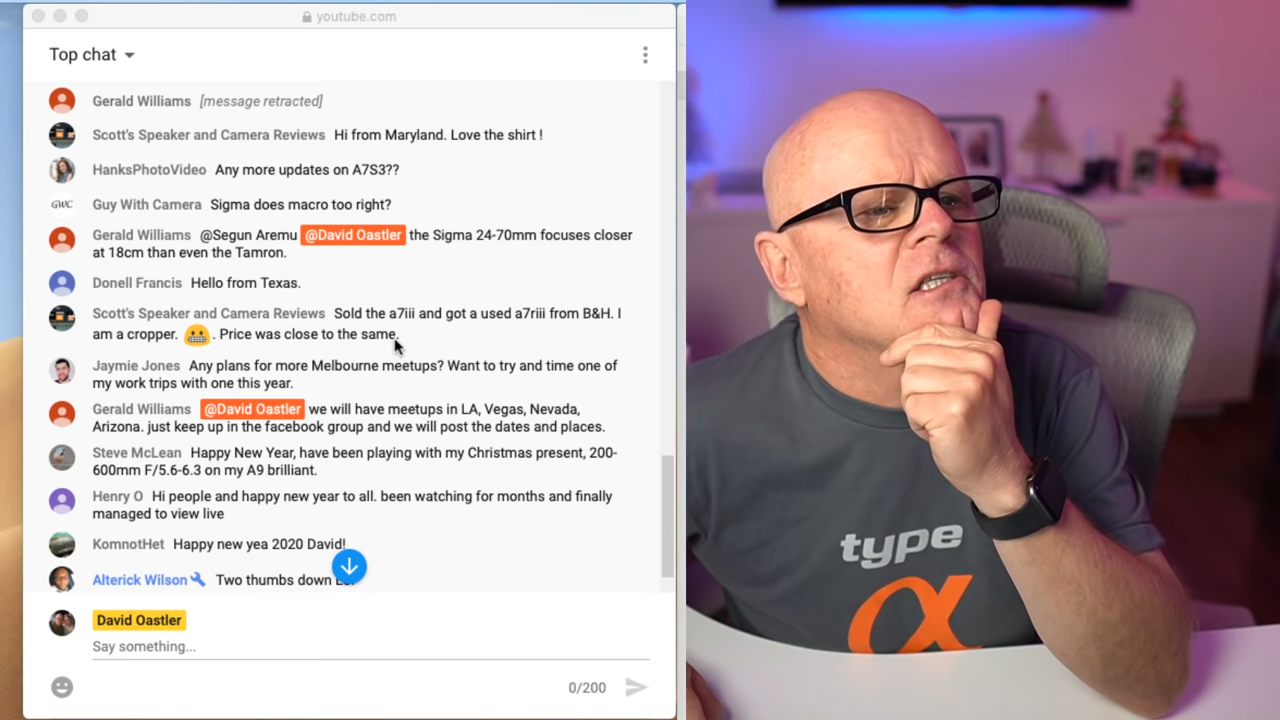 youtube.com
Top chat
Gerald Williams [message retracted]
Scott's Speaker and Camera Reviews Hi from Maryland. Love the shirt !
HanksPhotoVideo Any more updates on A7S3??
GWC
Guy With Camera Sigma does macro too right?
Gerald Williams @Segun Aremu @David Oastler the Sigma 24-70mm focuses closer
at 18cm than even the Tamron.
Donell Francis Hello from Texas.
Scott's Speaker and Camera Reviews Sold the a7iii and got a used a7riii from B&H. I
am a cropper. 😬. Price was close to the same.
Jaymie Jones Any plans for more Melbourne meetups? Want to try and time one of
my work trips with one this year.
Gerald Williams @David Oastler we will have meetups in LA, Vegas, Nevada,
Arizona. just keep up in the facebook group and we will post the dates and places.
Steve McLean Happy New Year, have been playing with my Christmas present, 200-
600mm F/5.6-6.3 on my A9 brilliant.
Henry O Hi people and happy new year to all. been watching for months and finally
managed to view live
KomnotHet Happy new yea 2020 David!
Alterick Wilson Two thumbs down
David Oastler
Say something...
0/200
type
α